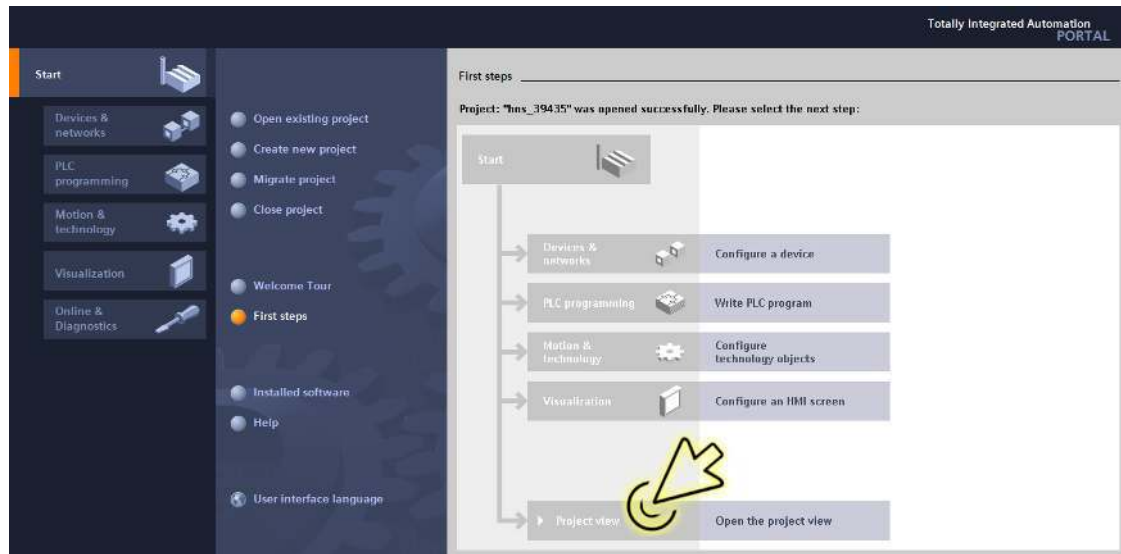 Totally Integrated Automation
PORTAL
Start
Devices &
networks
PLC
programming
Motion &
technology
Visualization
Online &
Diagnostics
Open existing project
Create new project
Migrate project
Close project
Welcome Tour
First steps
Installed software
Help
User interface language
First steps
Project: "hns_39435" was opened successfully. Please select the next step:
Start
Devices &
networks
Configure a device
PLC programming
Write PLC program
Motion &
technology
Configure
technology objects
Visualization
Configure an HMI screen
Project view
Open the project view